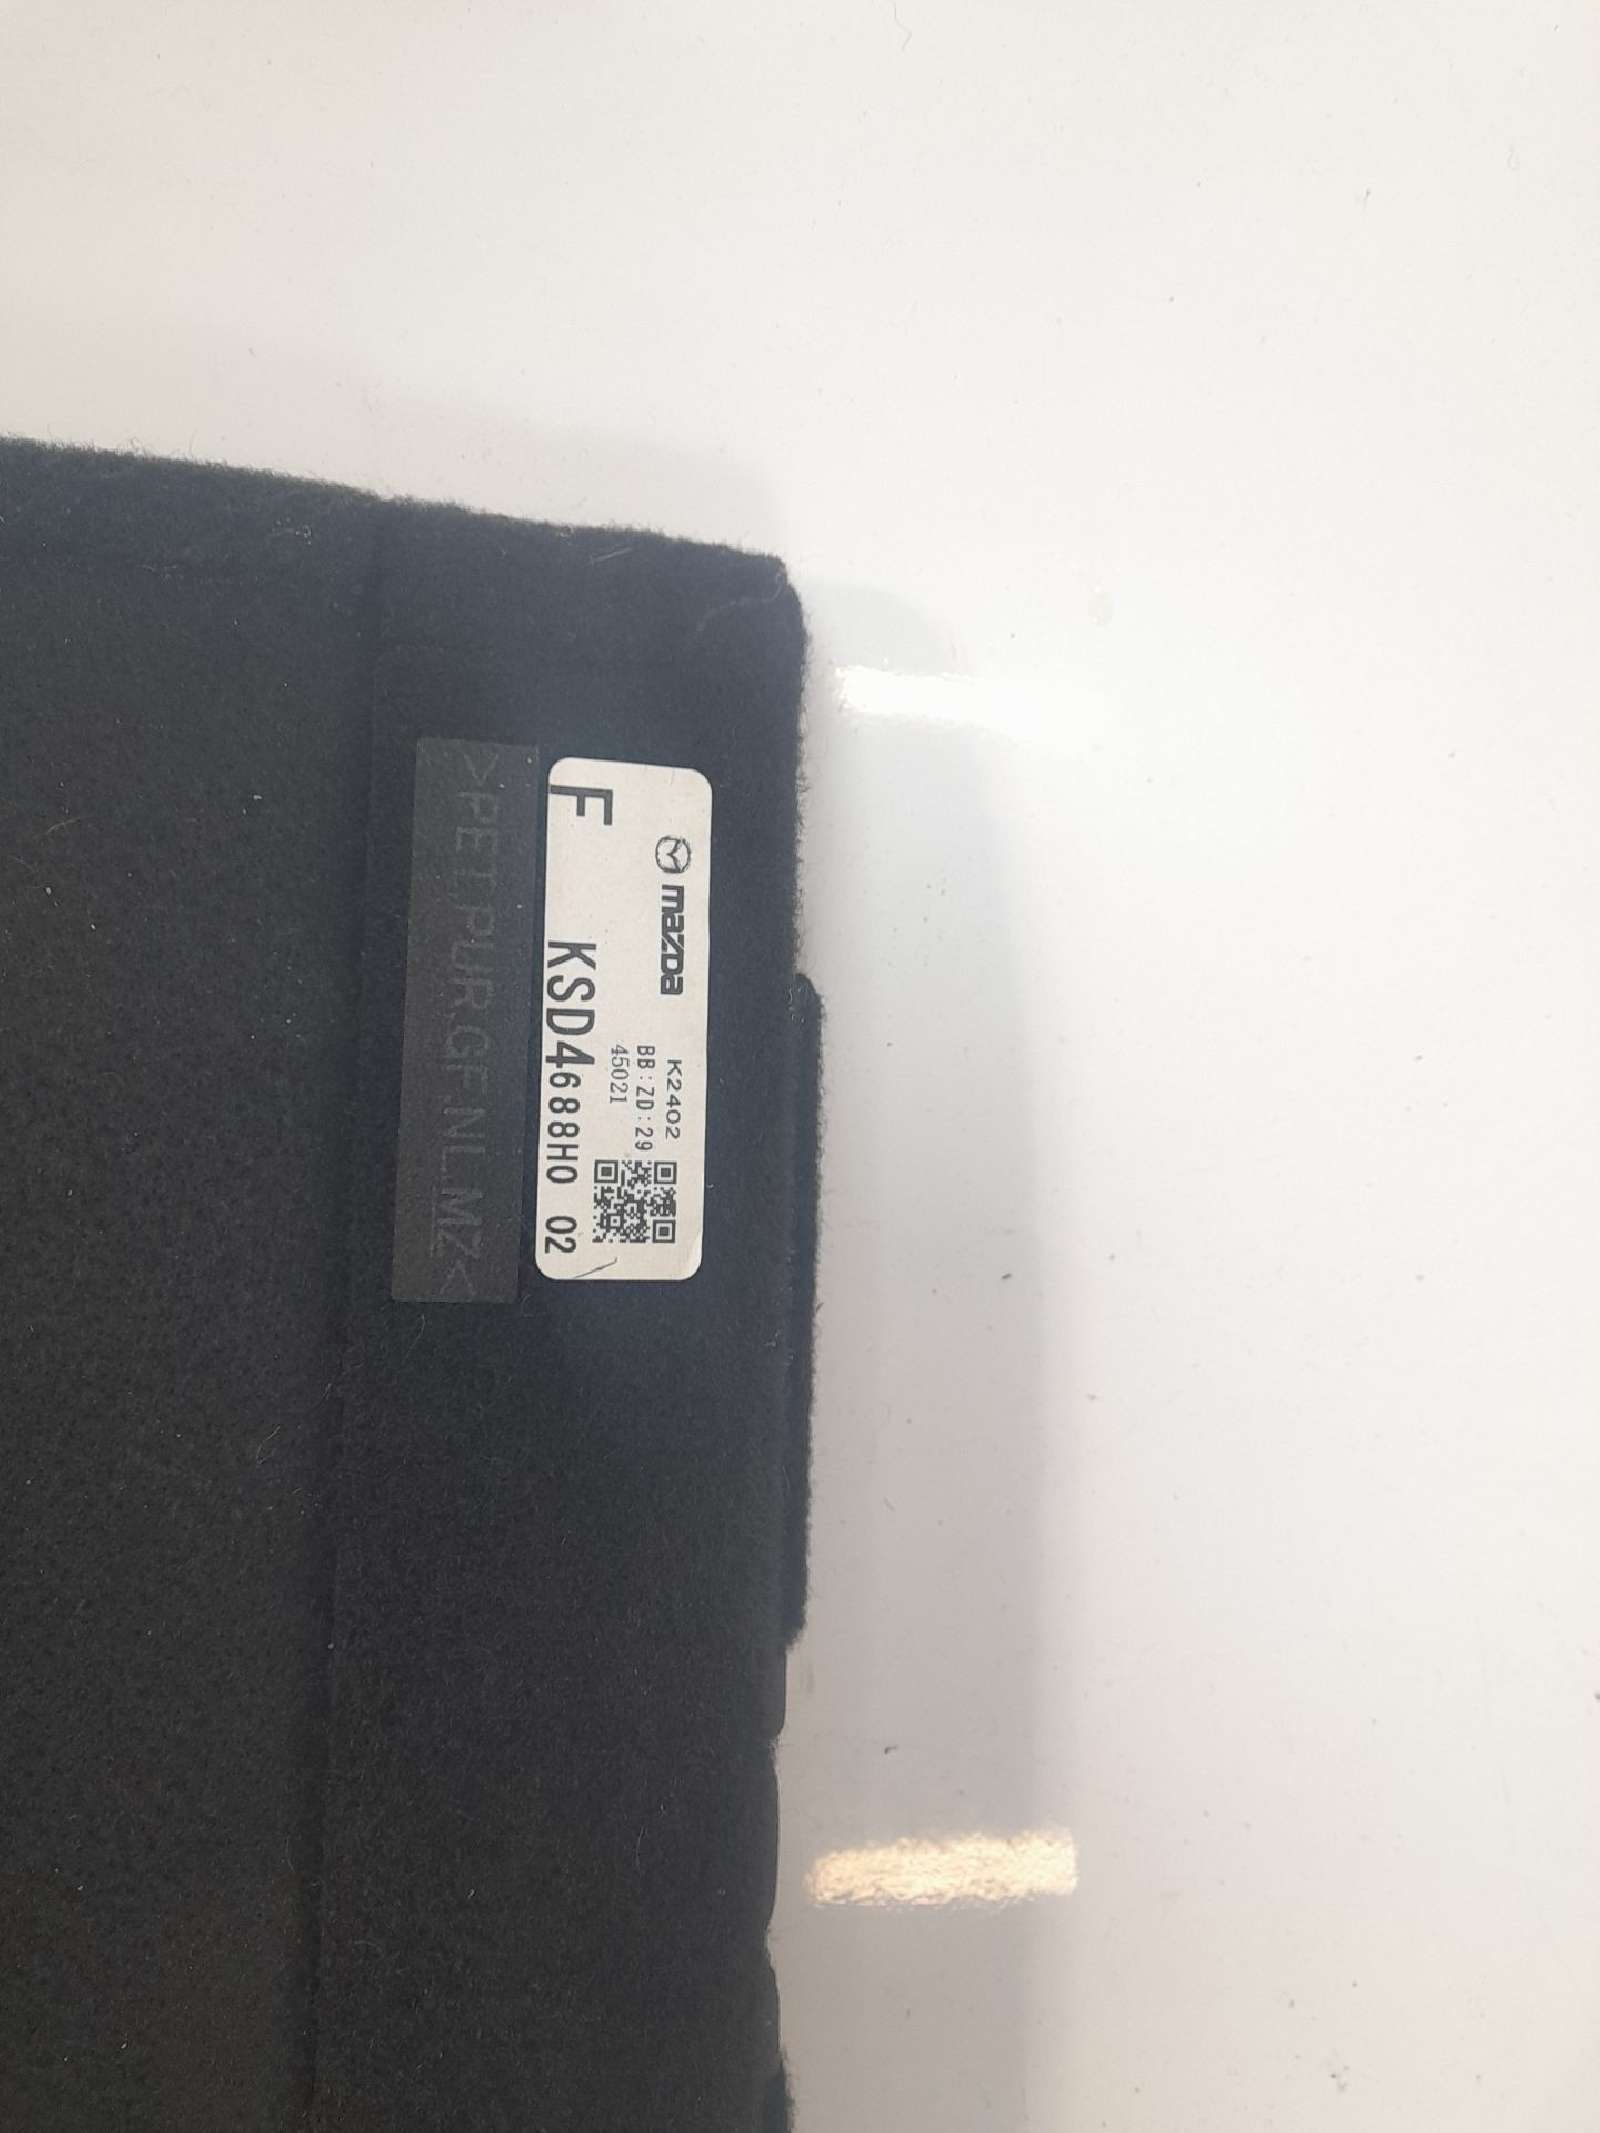 mazda
K2402
BB:ZD:29
45021
F
KSD4688H0 02
>PET,PUR,GF,NL,MZ<